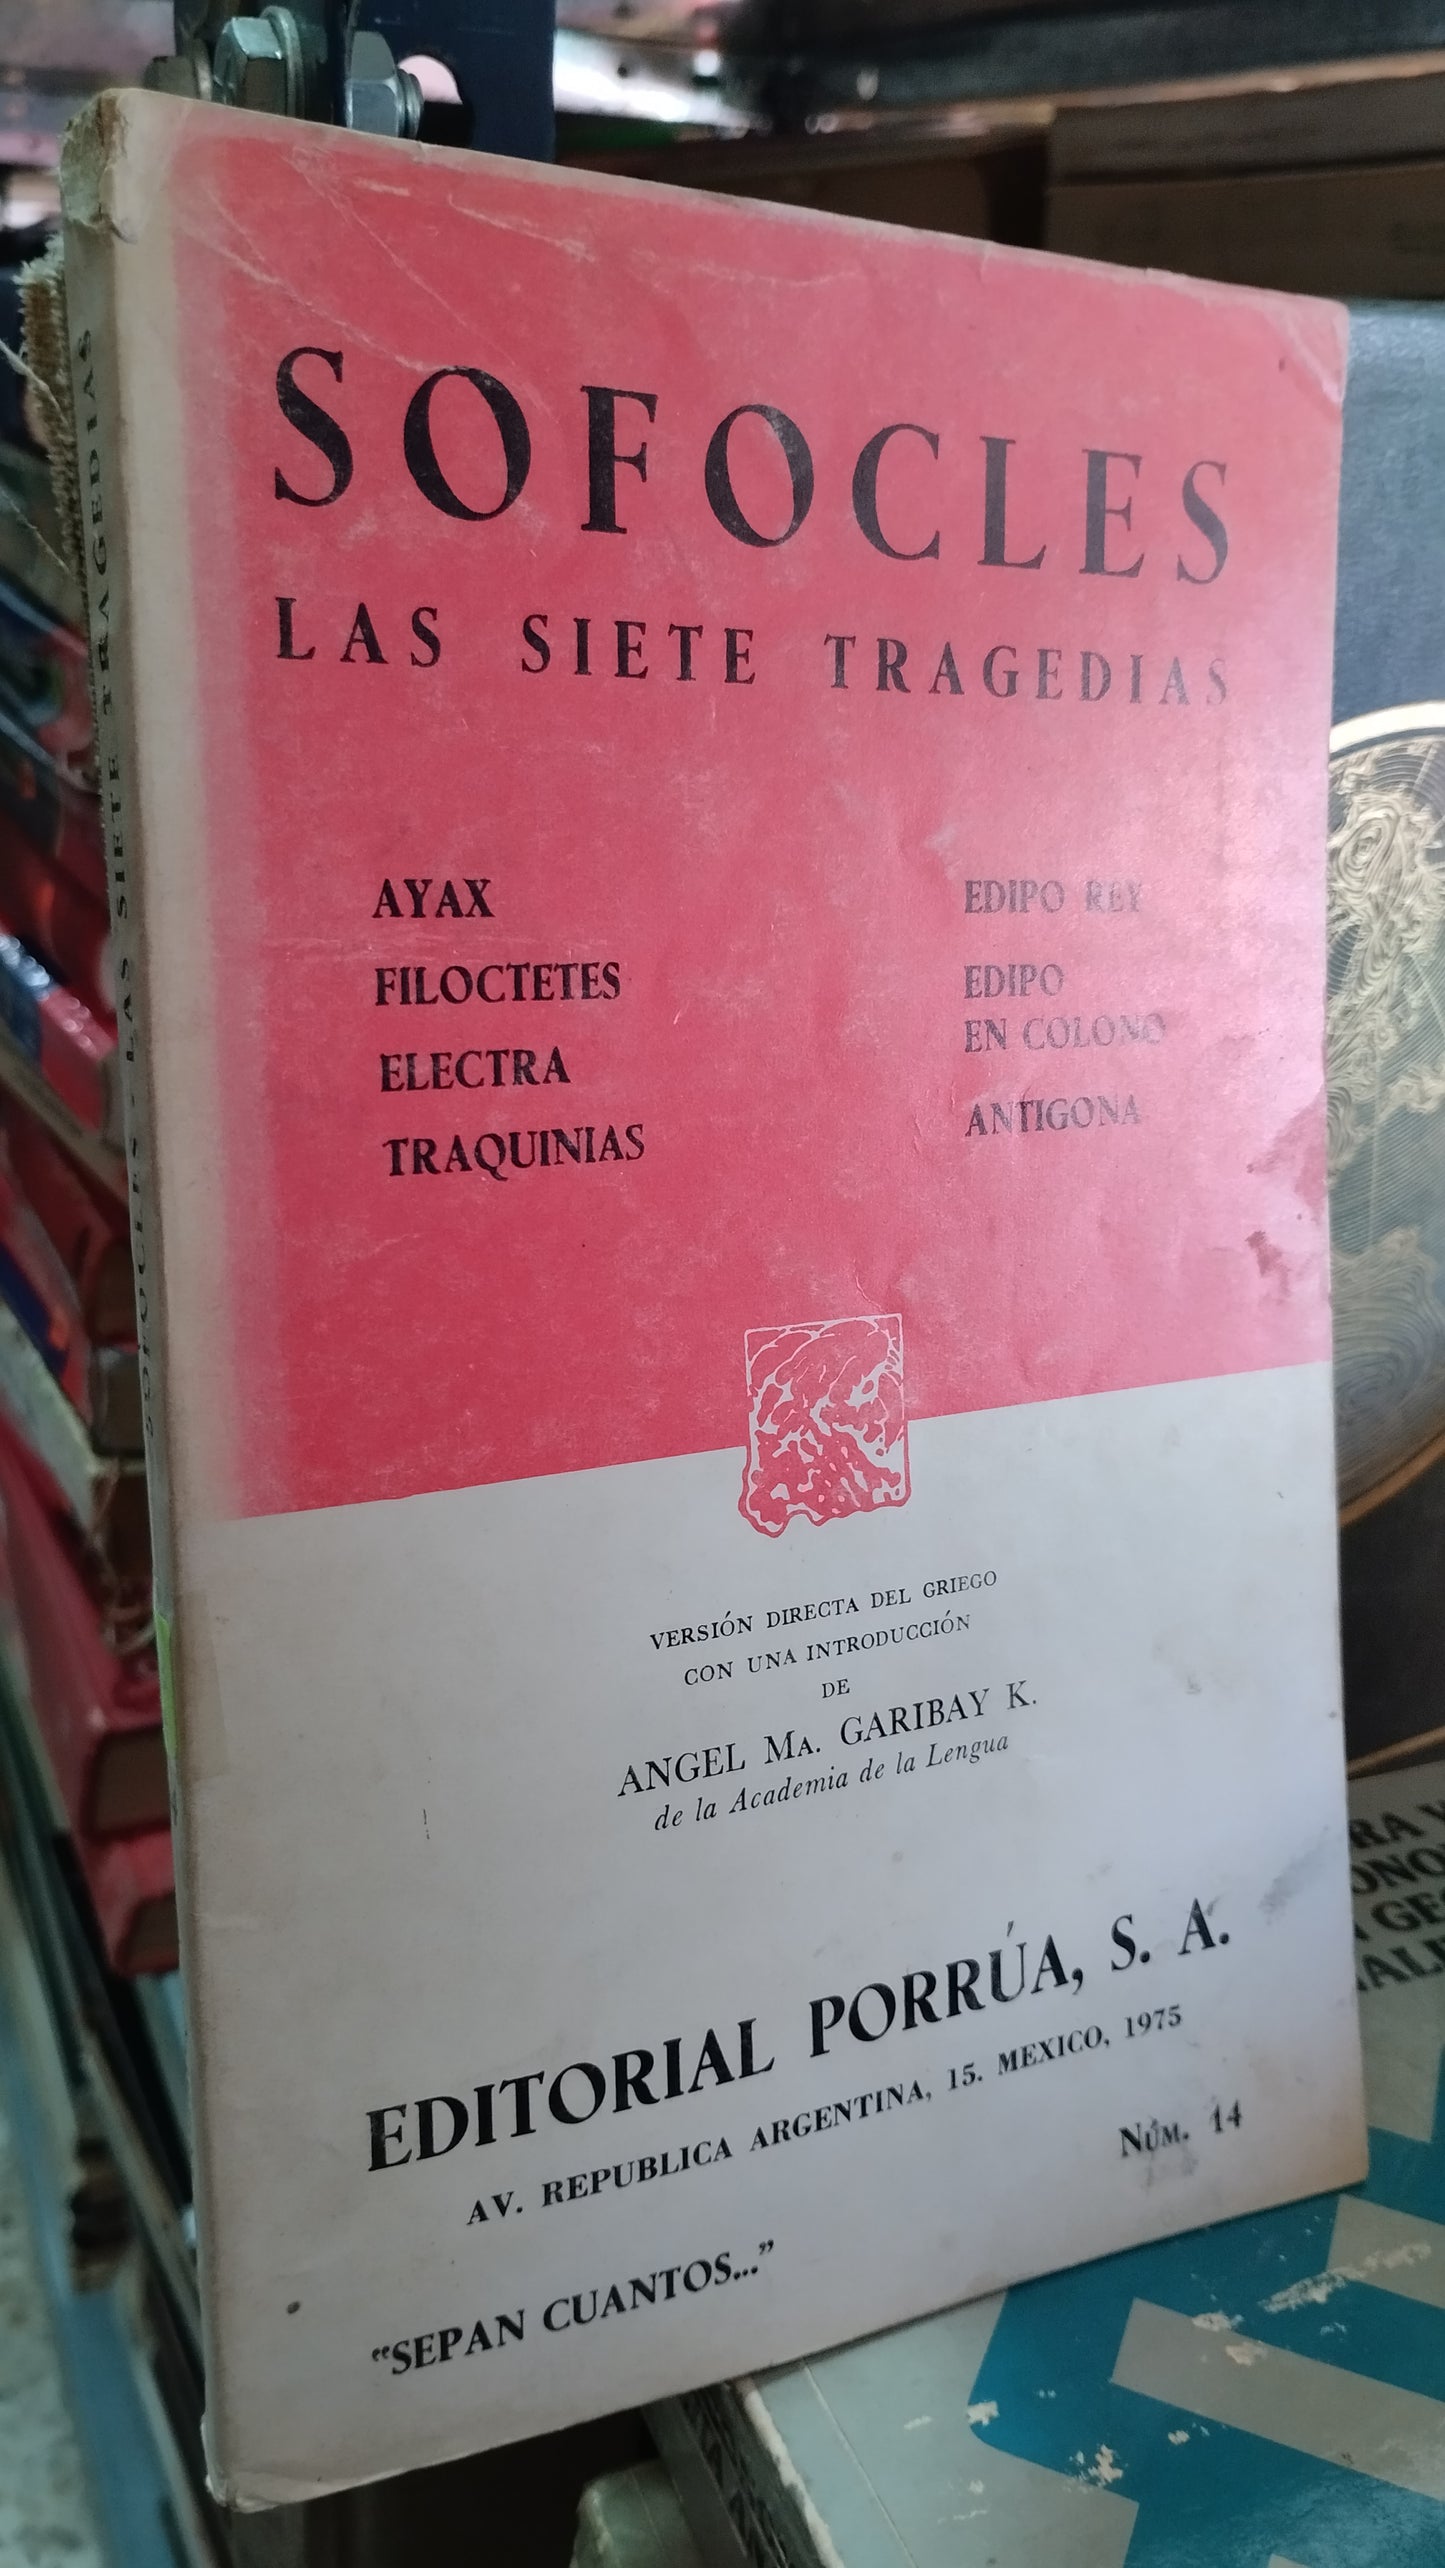 SOFOCLES
LAS SIETE TRAGEDIAS
AYAX
FILOCTETES
ELECTRA
TRAQUINIAS
EDIPO REY
EDIPO
EN COLONO
ANTIGONA
VERSIÓN DIRECTA DEL GRIEGO
CON UNA INTRODUCCIÓN
DE
ANGEL MA. GARIBAY K.
de la Academia de la Lengua
EDITORIAL PORRÚA, S. A.
AV. REPUBLICA ARGENTINA, 15. MEXICO, 1975
NÚM. 14
“SEPAN CUANTOS...”
SOFOCLES - LAS SIETE TRAGEDIAS